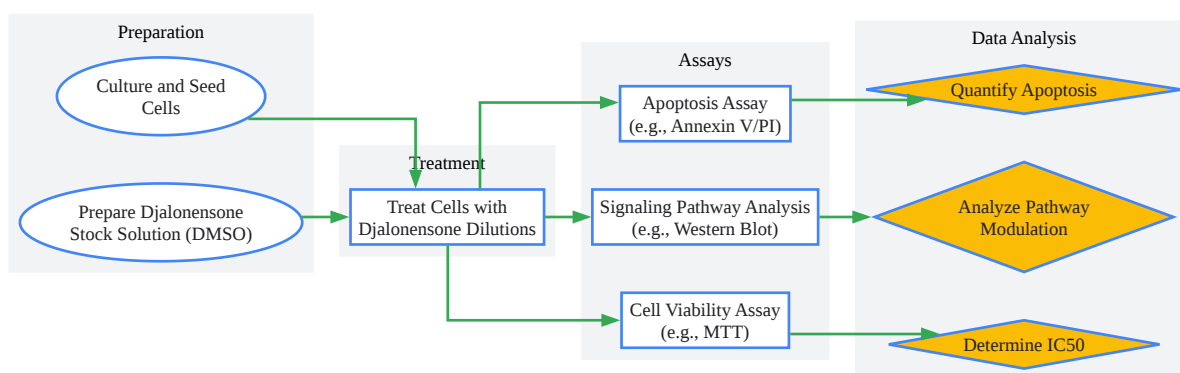 Preparation
Culture and Seed
Cells
Prepare Djalonensone
Stock Solution (DMSO)
Treatment
Treat Cells with
Djalonensone Dilutions
Assays
Apoptosis Assay
(e.g., Annexin V/PI)
Signaling Pathway Analysis
(e.g., Western Blot)
Cell Viability Assay
(e.g., MTT)
Data Analysis
Quantify Apoptosis
Analyze Pathway
Modulation
Determine IC50